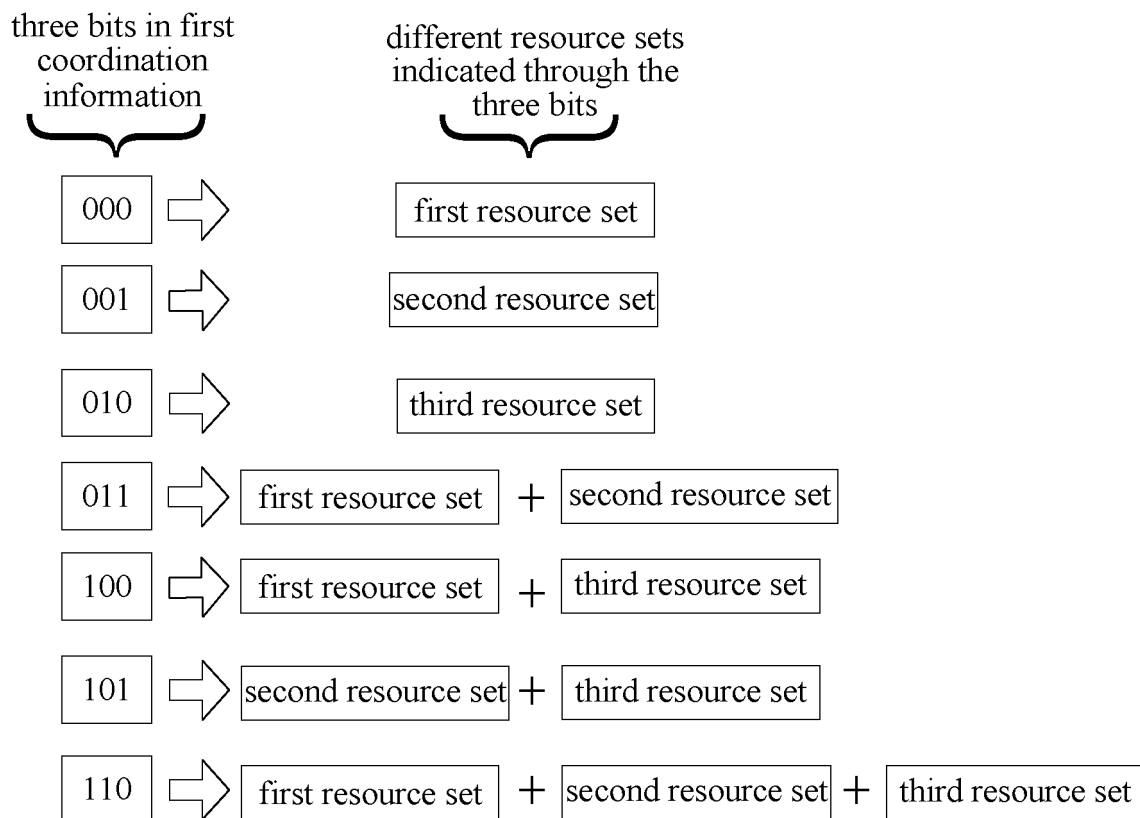 three bits in first
coordination
information
different resource sets
indicated through the
three bits
000
first resource set
001
second resource set
010
third resource set
011
first resource set + second resource set
100
first resource set + third resource set
101
second resource set + third resource set
110
first resource set + second resource set + third resource set